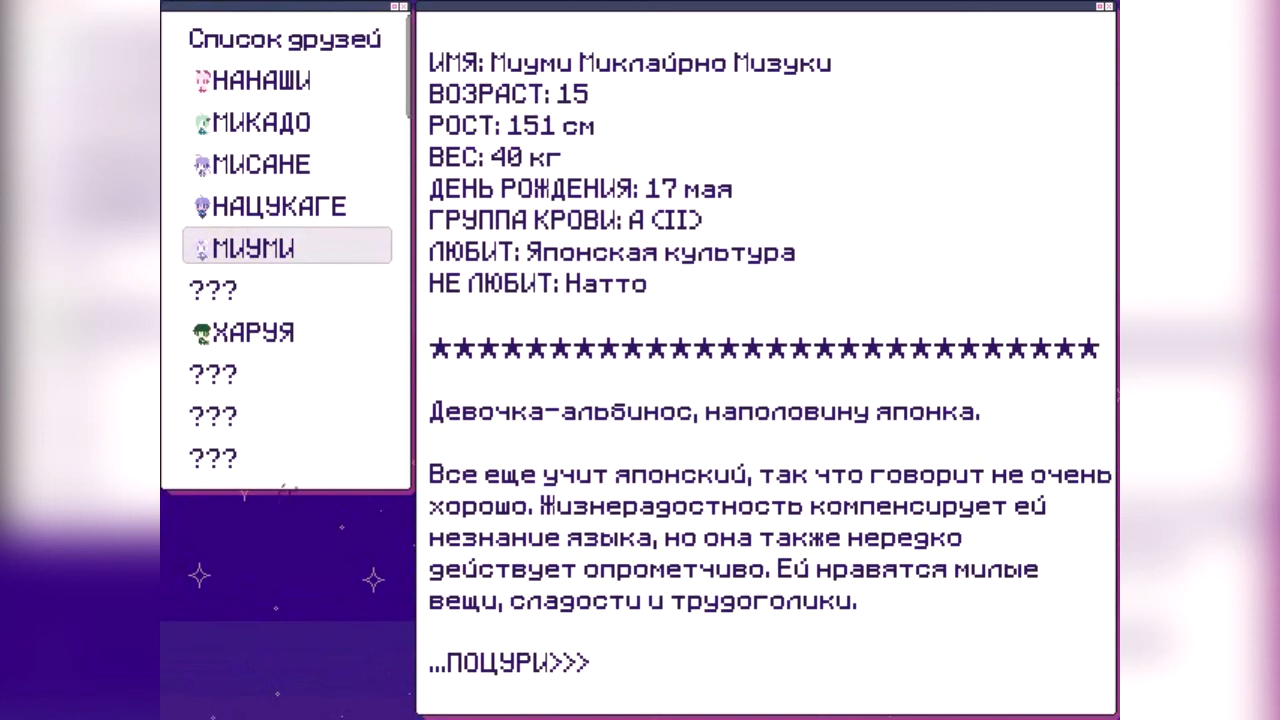 Список друзей
НАНАШИ
МИКАДО
МИСАНЕ
НАЦУКАГЕ
МИУМИ
???
ХАРУЯ
???
???
???
ИМЯ: Миуми Миклайрно Мизуки
ВОЗРАСТ: 15
РОСТ: 151 см
ВЕС: 40 кг
ДЕНЬ РОЖДЕНИЯ: 17 мая
ГРУППА КРОВИ: A (II)
ЛЮБИТ: Японская культура
НЕ ЛЮБИТ: Натто
★★★★★★★★★★★★★★★★★★★★★★★★★★★★
Девочка-альбинос, наполовину японка.
Все еще учит японский, так что говорит не очень
хорошо. Жизнерадостность компенсирует ей
незнание языка, но она также нередко
действует опрометчиво. Ей нравятся милые
вещи, сладости и трудоголики.
...ПОЦУРИ>>>